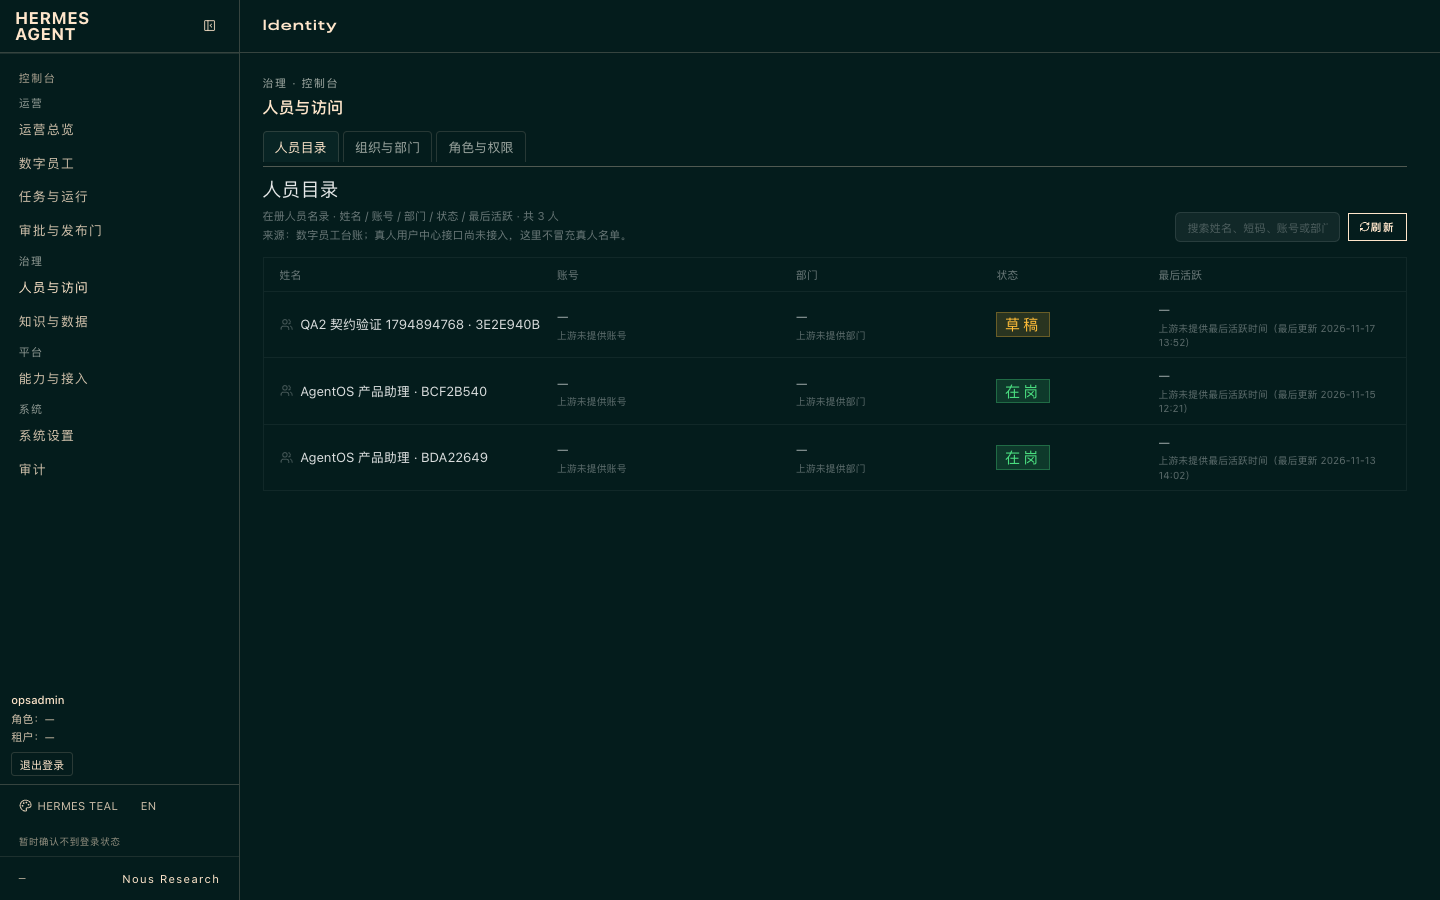 HERMES
AGENT
控制台
运营
运营总览
数字员工
任务与运行
审批与发布门
治理
人员与访问
知识与数据
平台
能力与接入
系统
系统设置
审计
opsadmin
角色： —
租户： —
退出登录
HERMES TEAL EN
暂时确认不到登录状态
— Nous Research
Identity
治理 · 控制台
人员与访问
人员目录 组织与部门 角色与权限
人员目录
在册人员名录 · 姓名 / 账号 / 部门 / 状态 / 最后活跃 · 共 3 人
来源：数字员工台账；真人用户中心接口尚未接入，这里不冒充真人名单。
搜索姓名、短码、账号或部门
刷新
姓名 账号 部门 状态 最后活跃
QA2 契约验证 1794894768 · 3E2E940B — 上游未提供账号 — 上游未提供部门 草稿 — 上游未提供最后活跃时间（最后更新 2026-11-17 13:52）
AgentOS 产品助理 · BCF2B540 — 上游未提供账号 — 上游未提供部门 在岗 — 上游未提供最后活跃时间（最后更新 2026-11-15 12:21）
AgentOS 产品助理 · BDA22649 — 上游未提供账号 — 上游未提供部门 在岗 — 上游未提供最后活跃时间（最后更新 2026-11-13 14:02）